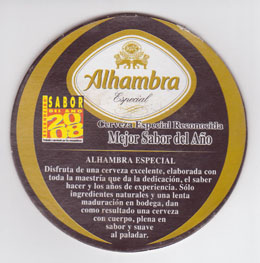 Alhambra
Especial
SABOR
DEL AÑO
2008
Cerveza Especial Reconocida
Mejor Sabor del Año
ALHAMBRA ESPECIAL
Disfruta de una cerveza excelente, elaborada con
toda la maestría que da la dedicación, el saber
hacer y los años de experiencia. Sólo
ingredientes naturales y una lenta
maduración en bodega, dan
como resultado una cerveza
con cuerpo, plena en
sabor y suave
al paladar.